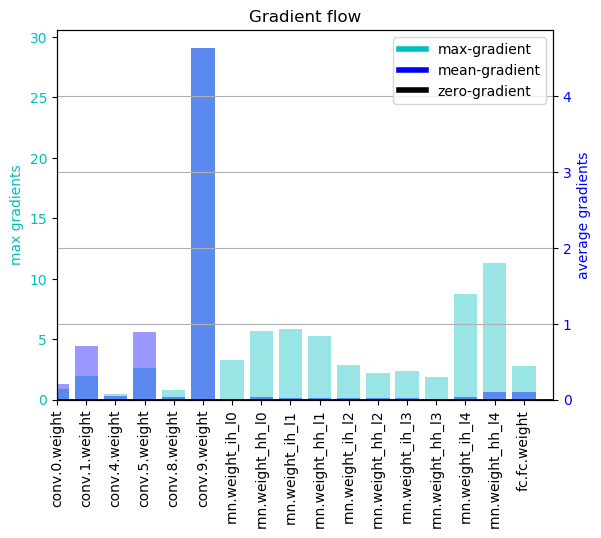 Gradient flow
max-gradient
mean-gradient
zero-gradient
max gradients
30
25
20
15
10
5
0
average gradients
4
3
2
1
0
conv.0.weight
conv.1.weight
conv.4.weight
conv.5.weight
conv.8.weight
conv.9.weight
rnn.weight_ih_l0
rnn.weight_hh_l0
rnn.weight_ih_l1
rnn.weight_hh_l1
rnn.weight_ih_l2
rnn.weight_hh_l2
rnn.weight_ih_l3
rnn.weight_hh_l3
rnn.weight_ih_l4
rnn.weight_hh_l4
fc.fc.weight